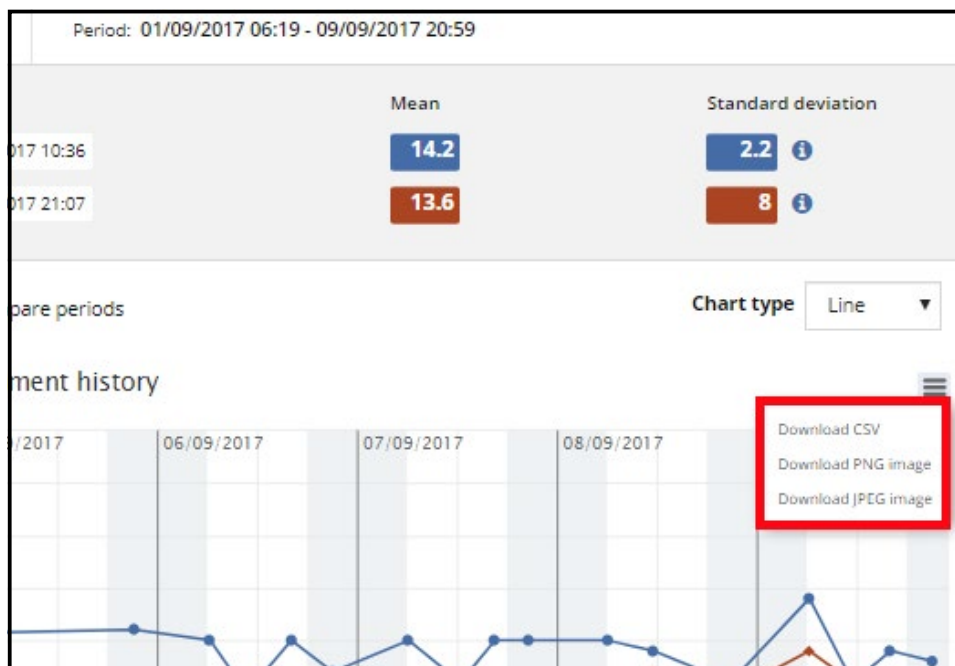 Period: 01/09/2017 06:19 - 09/09/2017 20:59
Mean Standard deviation
017 10:36 14.2 2.2
017 21:07 13.6 8
pare periods
Chart type Line
ment history
Download CSV
/2017 06/09/2017 07/09/2017 08/09/2017
Download PNG image
Download JPEG image